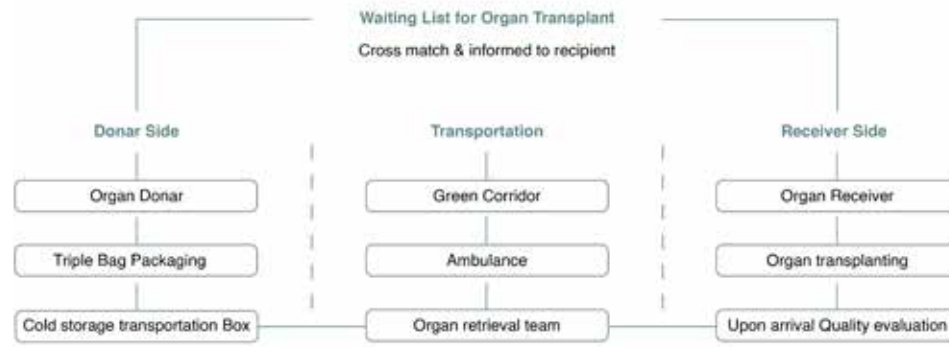 Waiting List for Organ Transplant
Cross match & informed to recipient
Donar Side
Transportation
Receiver Side
Organ Donar
Green Corridor
Organ Receiver
Triple Bag Packaging
Ambulance
Organ transplanting
Cold storage transportation Box
Organ retrieval team
Upon arrival Quality evaluation